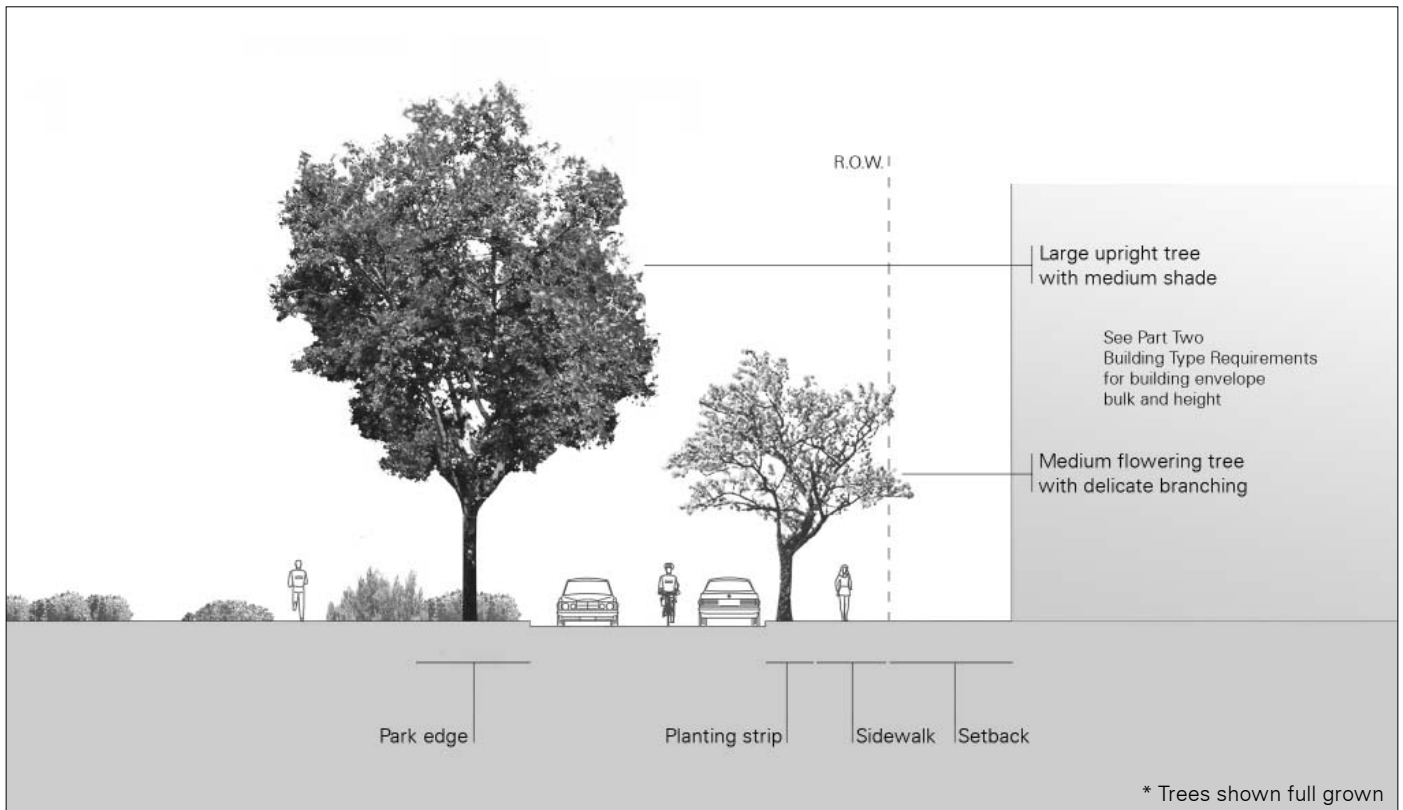 R.O.W.
Large upright tree
with medium shade
See Part Two
Building Type Requirements
for building envelope
bulk and height
Medium flowering tree
with delicate branching
Park edge
Planting strip
Sidewalk
Setback
* Trees shown full grown